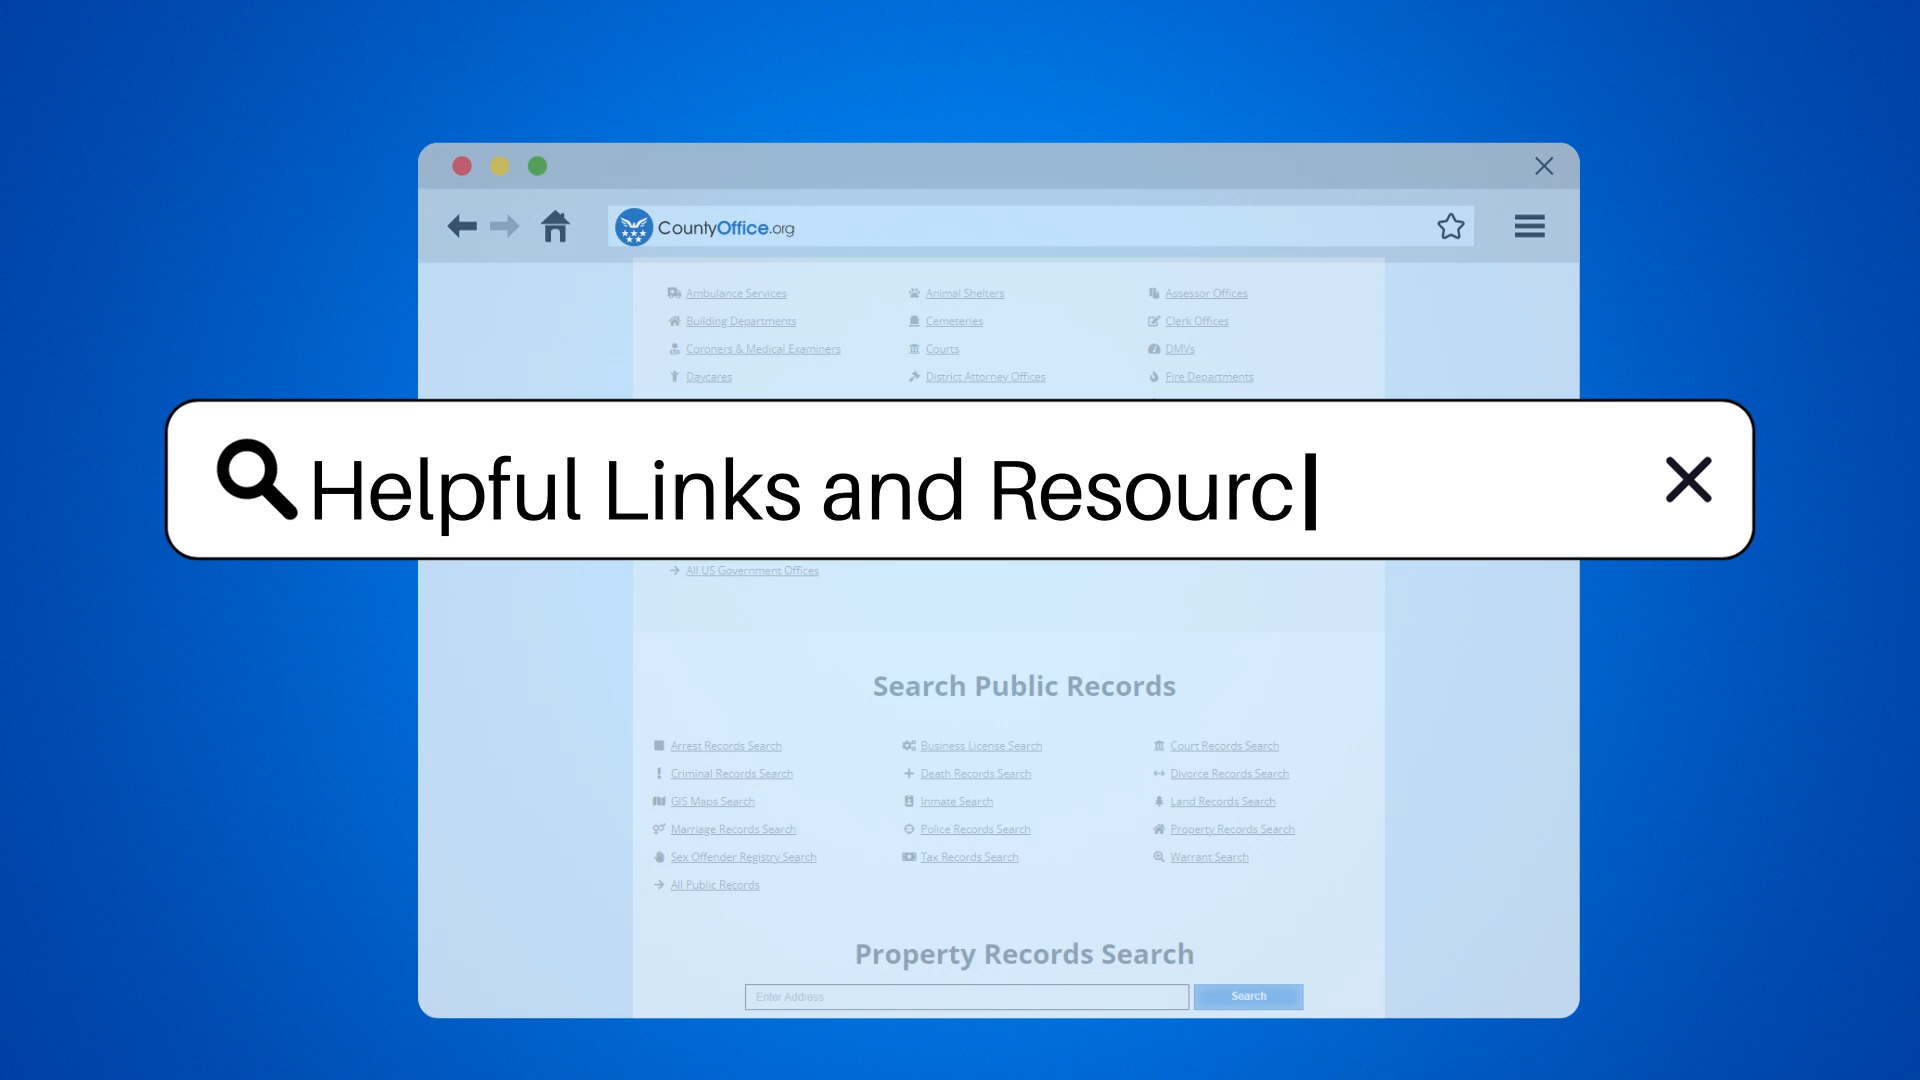 CountyOffice.org
Ambulance Services Animal Shelters Assessor Offices
Building Departments Cemeteries Clerk Offices
Coroners & Medical Examiners Courts DMVs
Daycares District Attorney Offices Fire Departments
Helpful Links and Resourc
All US Government Offices
Search Public Records
Arrest Records Search Business License Search Court Records Search
Criminal Records Search Death Records Search Divorce Records Search
GIS Maps Search Inmate Search Land Records Search
Marriage Records Search Police Records Search Property Records Search
Sex Offender Registry Search Tax Records Search Warrant Search
All Public Records
Property Records Search
Enter Address Search